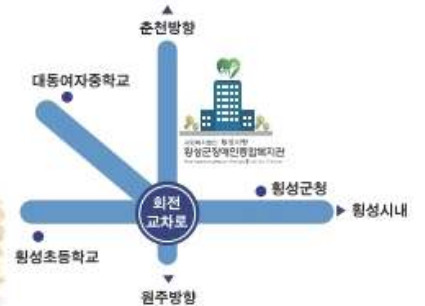 춘천방향
대동여자중학교
횡성군장애인종합복지관
횡성군청
회전
교차로
횡성시내
횡성초등학교
원주방향